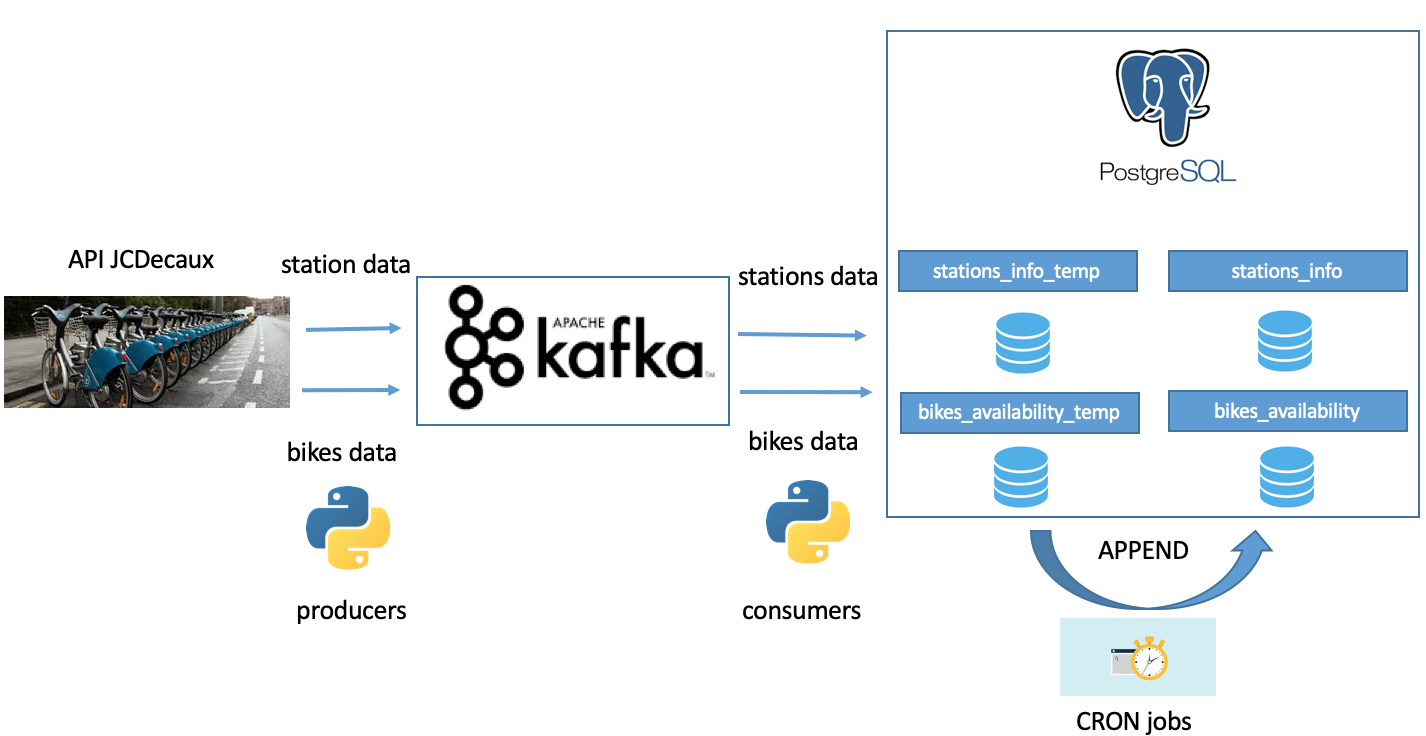 PostgreSQL
API JCDecaux
station data
stations data
stations_info_temp
stations_info
APACHE
kafka
TM
bikes_availability_temp
bikes_availability
bikes data
bikes data
producers
consumers
APPEND
CRON jobs